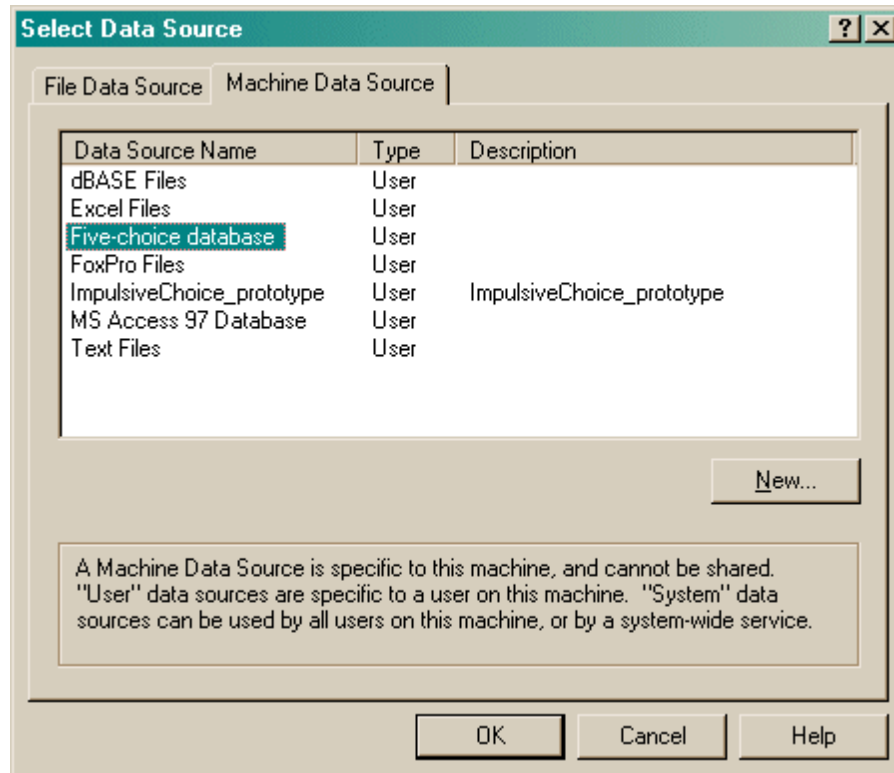 Select Data Source
File Data Source Machine Data Source
Data Source Name Type Description
dBASE Files User
Excel Files User
Five-choice database User
FoxPro Files User
ImpulsiveChoice_prototype User ImpulsiveChoice_prototype
MS Access 97 Database User
Text Files User
New...
A Machine Data Source is specific to this machine, and cannot be shared.
"User" data sources are specific to a user on this machine. "System" data
sources can be used by all users on this machine, or by a system-wide service.
OK Cancel Help